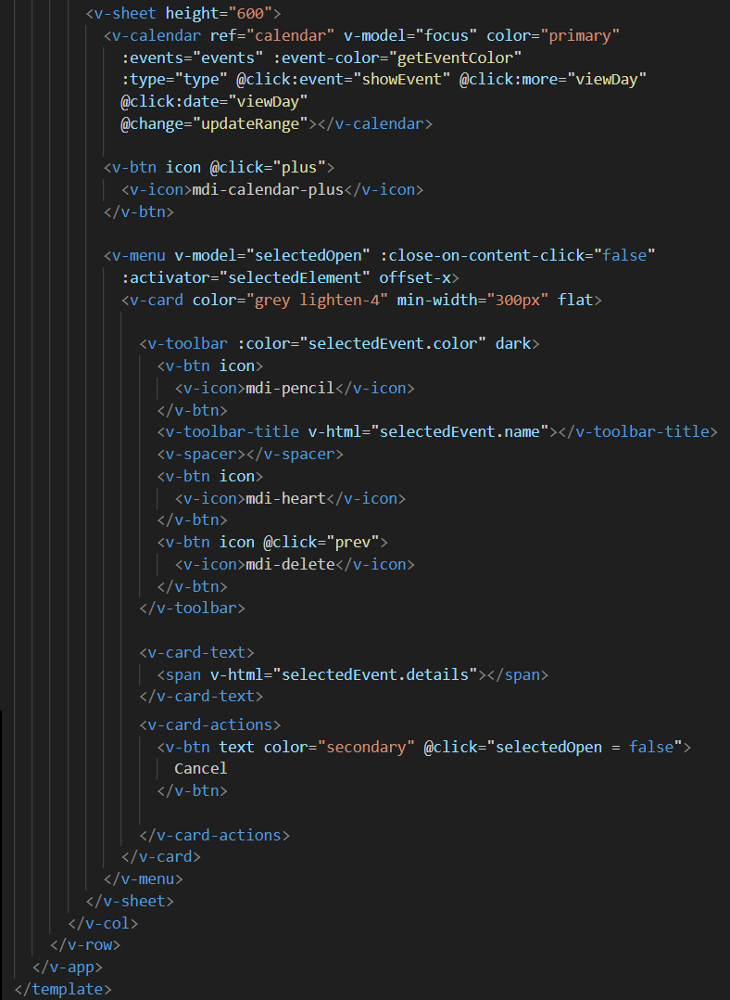 <v-sheet height="600">
<v-calendar ref="calendar" v-model="focus" color="primary"
:events="events" :event-color="getEventColor"
:type="type" @click:event="showEvent" @click:more="viewDay"
@click:date="viewDay"
@change="updateRange"></v-calendar>
<v-btn icon @click="plus">
<v-icon>mdi-calendar-plus</v-icon>
</v-btn>
<v-menu v-model="selectedOpen" :close-on-content-click="false"
:activator="selectedElement" offset-x>
<v-card color="grey lighten-4" min-width="300px" flat>
<v-toolbar :color="selectedEvent.color" dark>
<v-btn icon>
<v-icon>mdi-pencil</v-icon>
</v-btn>
<v-toolbar-title v-html="selectedEvent.name"></v-toolbar-title>
<v-spacer></v-spacer>
<v-btn icon>
<v-icon>mdi-heart</v-icon>
</v-btn>
<v-btn icon @click="prev">
<v-icon>mdi-delete</v-icon>
</v-btn>
</v-toolbar>
<v-card-text>
<span v-html="selectedEvent.details"></span>
</v-card-text>
<v-card-actions>
<v-btn text color="secondary" @click="selectedOpen = false">
Cancel
</v-btn>
</v-card-actions>
</v-card>
</v-menu>
</v-sheet>
</v-col>
</v-row>
</v-app>
</template>